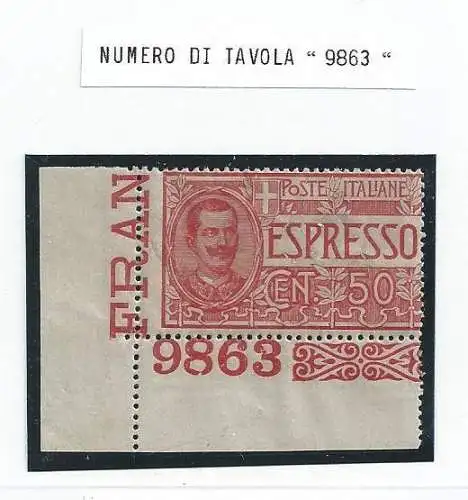 NUMERO DI TAVOLA " 9863 "
FRAN
POSTE ITALIANE
ESPRESSO
CENT. 50
9863